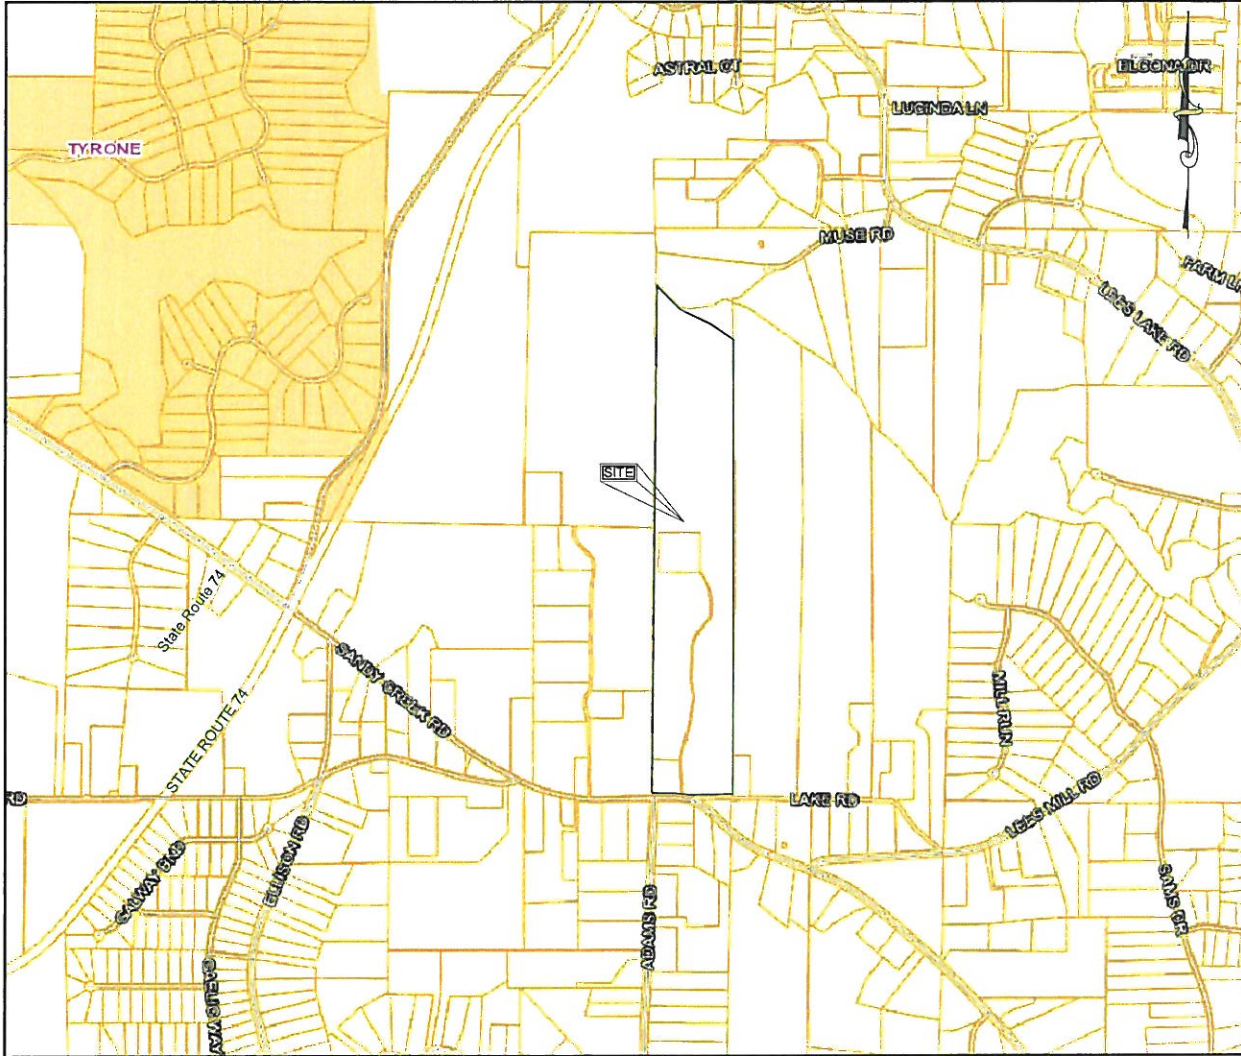 ASTRAL CT
LUCINDA LN
TYRONE
MUSE RD
FARM LN
LEES LAKE RD
SITE
State Route 74
SANDY CREEK RD
STATE ROUTE 74
MILL RUN
RD
LAKE RD
LEES MILL RD
GALWAY END
ELLISON RD
ADAMS RD
SAMS DR
GAELIC WAY